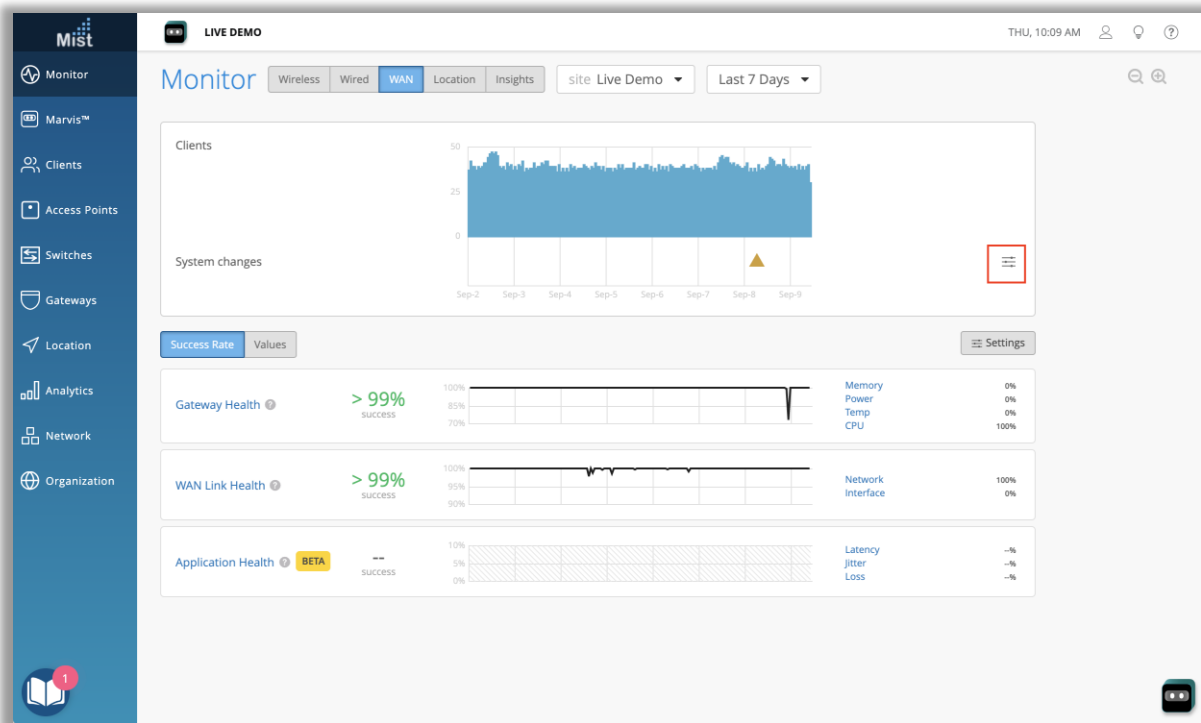 Mist
LIVE DEMO
THU, 10:09 AM
Monitor
Marvis™
Clients
Access Points
Switches
Gateways
Location
Analytics
Network
Organization
1
Monitor
Wireless Wired WAN Location Insights
site Live Demo
Last 7 Days
Clients
50
25
0
System changes
Sep-2 Sep-3 Sep-4 Sep-5 Sep-6 Sep-7 Sep-8 Sep-9
Success Rate Values
Settings
Gateway Health ?
> 99%
success
100%
85%
70%
Memory 0%
Power 0%
Temp 0%
CPU 100%
WAN Link Health ?
> 99%
success
100%
95%
90%
Network 100%
Interface 0%
Application Health ? BETA
--
success
10%
5%
0%
Latency --%
Jitter --%
Loss --%